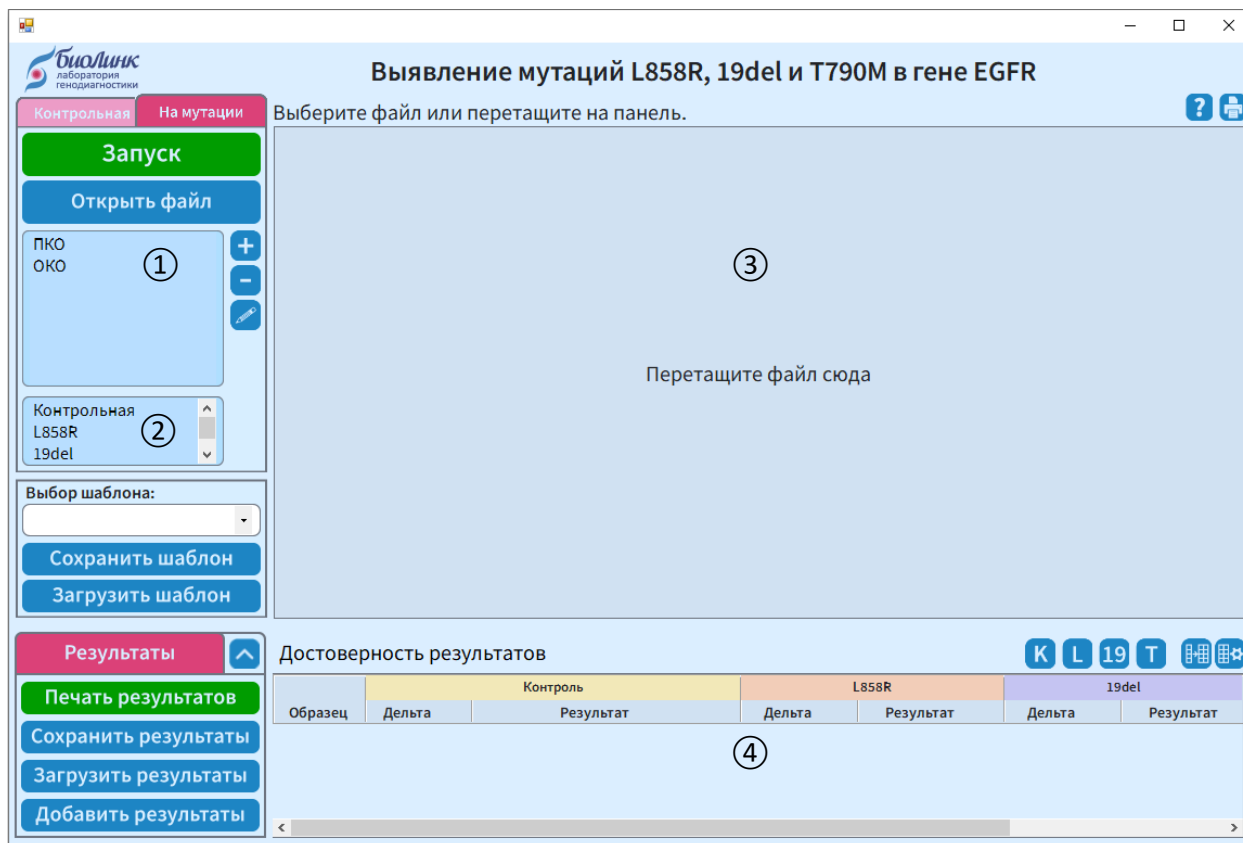 биоЛинк
лаборатория
генодиагностики
Выявление мутаций L858R, 19del и T790M в гене EGFR
Контрольная
На мутации
Выберите файл или перетащите на панель.
?
Запуск
Открыть файл
ПКО
ОКО
①
+
-
Контрольная
L858R
19del
②
③
Перетащите файл сюда
Выбор шаблона:
Сохранить шаблон
Загрузить шаблон
Результаты
Печать результатов
Сохранить результаты
Загрузить результаты
Добавить результаты
Достоверность результатов
K L 19 T
Контроль L858R 19del
Образец Дельта Результат Дельта Результат Дельта Результат
④